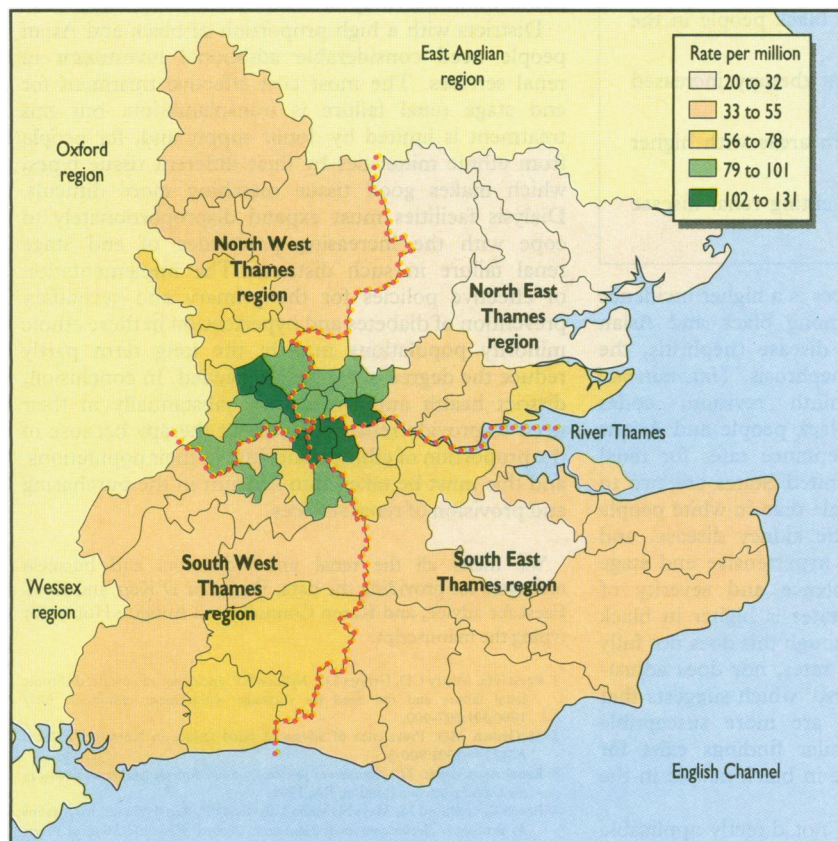 East Anglian
region
Rate per million
20 to 32
33 to 55
56 to 78
79 to 101
102 to 131
Oxford
region
North West
Thames
region
North East
Thames
region
River Thames
South West
Thames
region
South East
Thames region
Wessex
region
English Channel